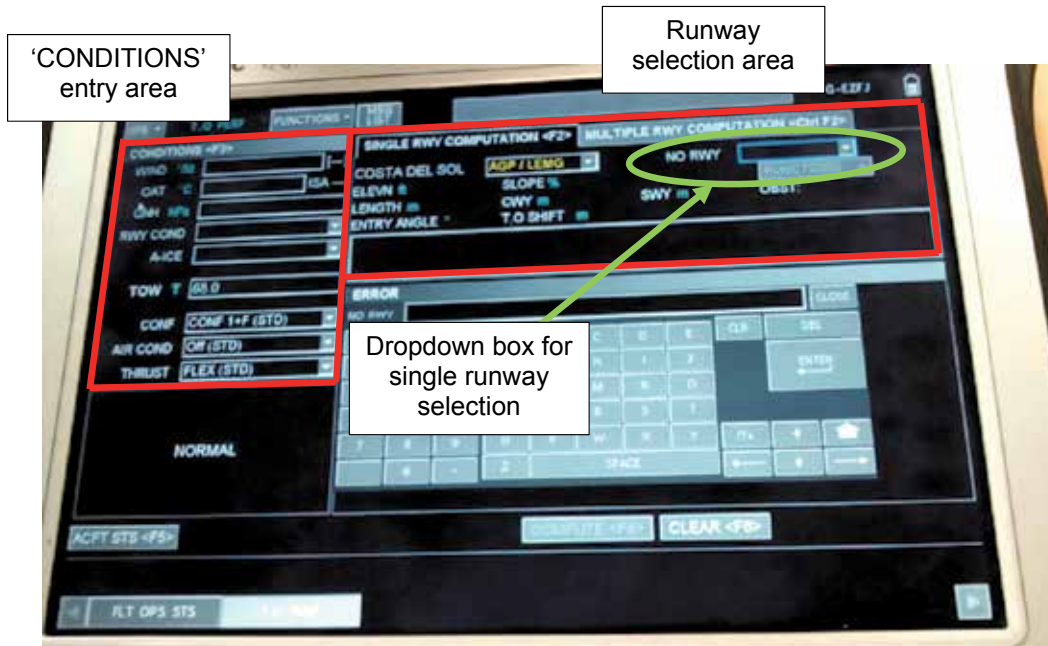 'CONDITIONS'
entry area
Runway
selection area
T.O PERF
FUNCTIONS
MSG
LIST
G-EZFJ
CONDITIONS <F3>
WIND
OAT °C
ISA
QNH hPa
RWY COND
A-ICE
TOW T 68.0
CONF CONF 1+F (STD)
AIR COND Off (STD)
THRUST FLEX (STD)
NORMAL
SINGLE RWY COMPUTATION <F2>
MULTIPLE RWY COMPUTATION <Ctrl F2>
COSTA DEL SOL AGP / LEMG
NO RWY
ELEVN ft
SLOPE %
SWY m
OBST:
LENGTH m
CWY m
ENTRY ANGLE °
T.O SHIFT m
ERROR
NO RWY
CLOSE
Dropdown box for
single runway
selection
CLR
DEL
ENTER
SPACE
ACFT STS <F5>
CLEAR <F6>
FLT OPS STS